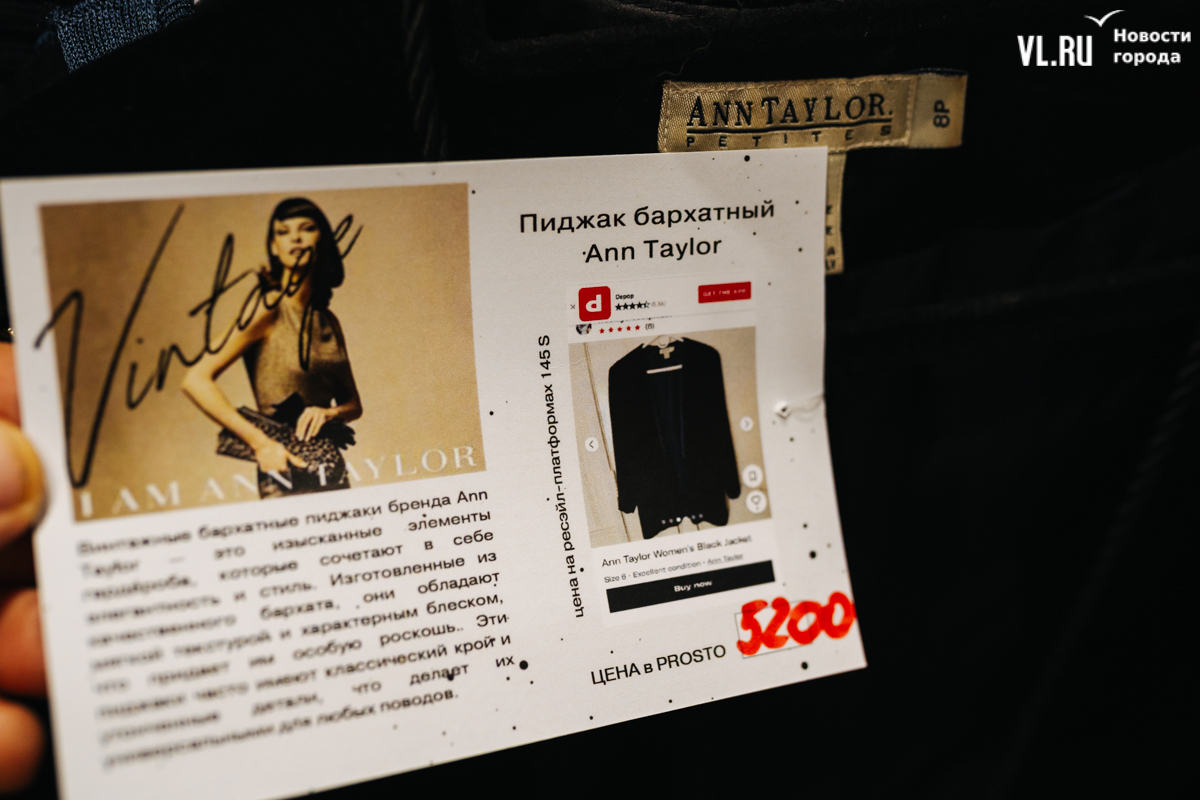 VL.RU Новости
города
ANN TAYLOR.
PETITES
8P
Vintage
I AM ANN TAYLOR
Винтажные бархатные пиджаки бренда Ann
Taylor — это изысканные элементы
гардероба, которые сочетают в себе
элегантность и стиль. Изготовленные из
качественного бархата, они обладают
мягкой текстурой и характерным блеском,
что придает им особую роскошь.. Эти
пиджаки часто имеют классический крой и
утонченные детали, что делает их
универсальными для любых поводов.
Пиджак бархатный
Ann Taylor
цена на ресэйл-платформах 145 S
d
Depop
GET THE APP
(6)
Ann Taylor Women's Black Jacket
Size 8 · Excellent condition · Ann Taylor
Buy now
ЦЕНА в PROSTO 5200